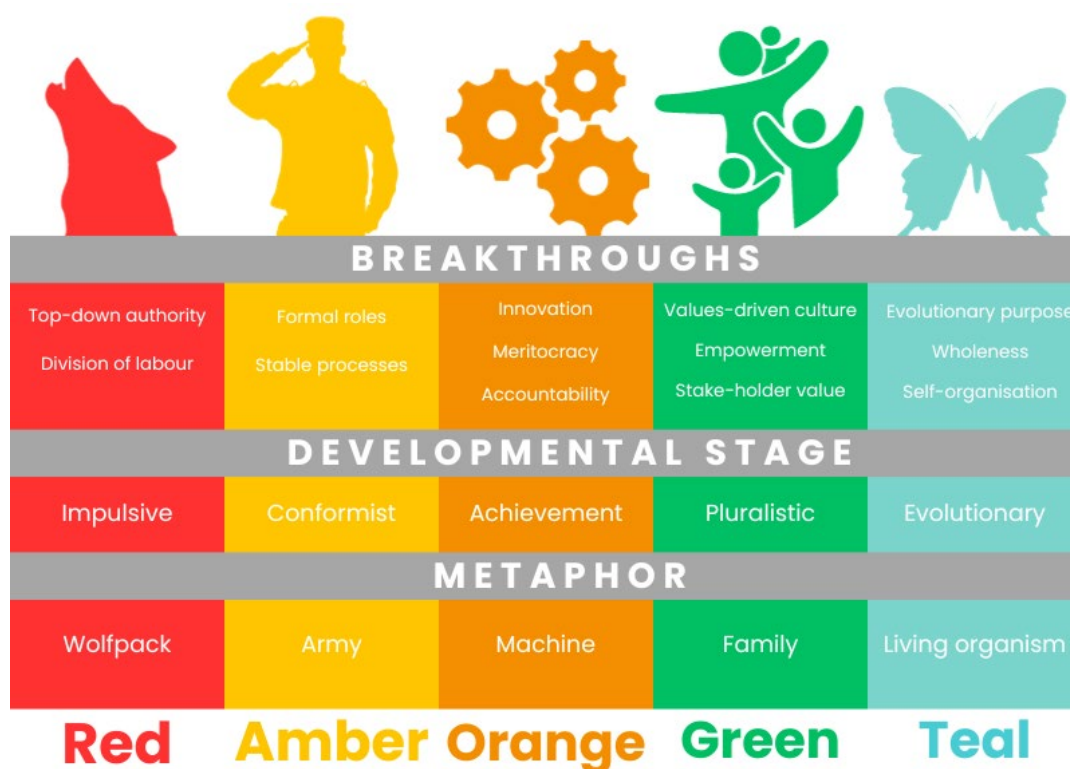 BREAKTHROUGHS
Top-down authority
Division of labour
Formal roles
Stable processes
Innovation
Meritocracy
Accountability
Values-driven culture
Empowerment
Stake-holder value
Evolutionary purpose
Wholeness
Self-organisation
DEVELOPMENTAL STAGE
Impulsive
Conformist
Achievement
Pluralistic
Evolutionary
METAPHOR
Wolfpack
Army
Machine
Family
Living organism
Red
Amber
Orange
Green
Teal